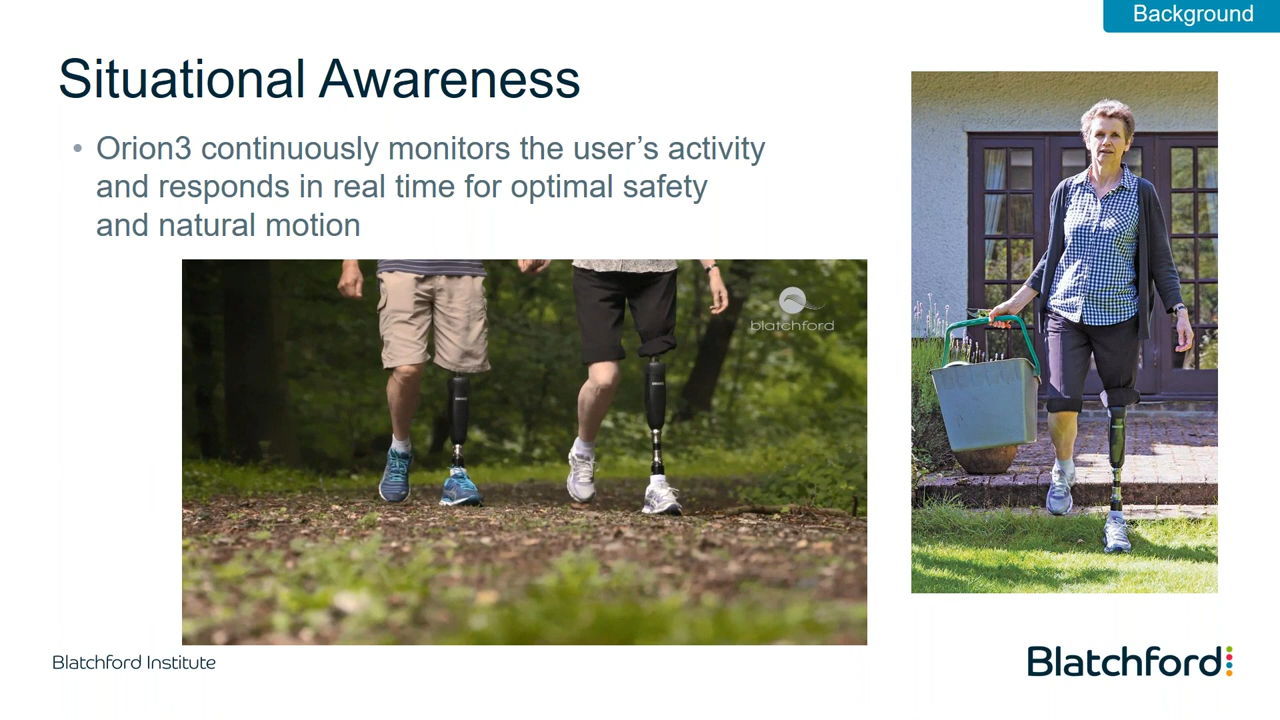 Background
Situational Awareness
• Orion3 continuously monitors the user’s activity
and responds in real time for optimal safety
and natural motion
blatchford
Blatchford Institute
Blatchford